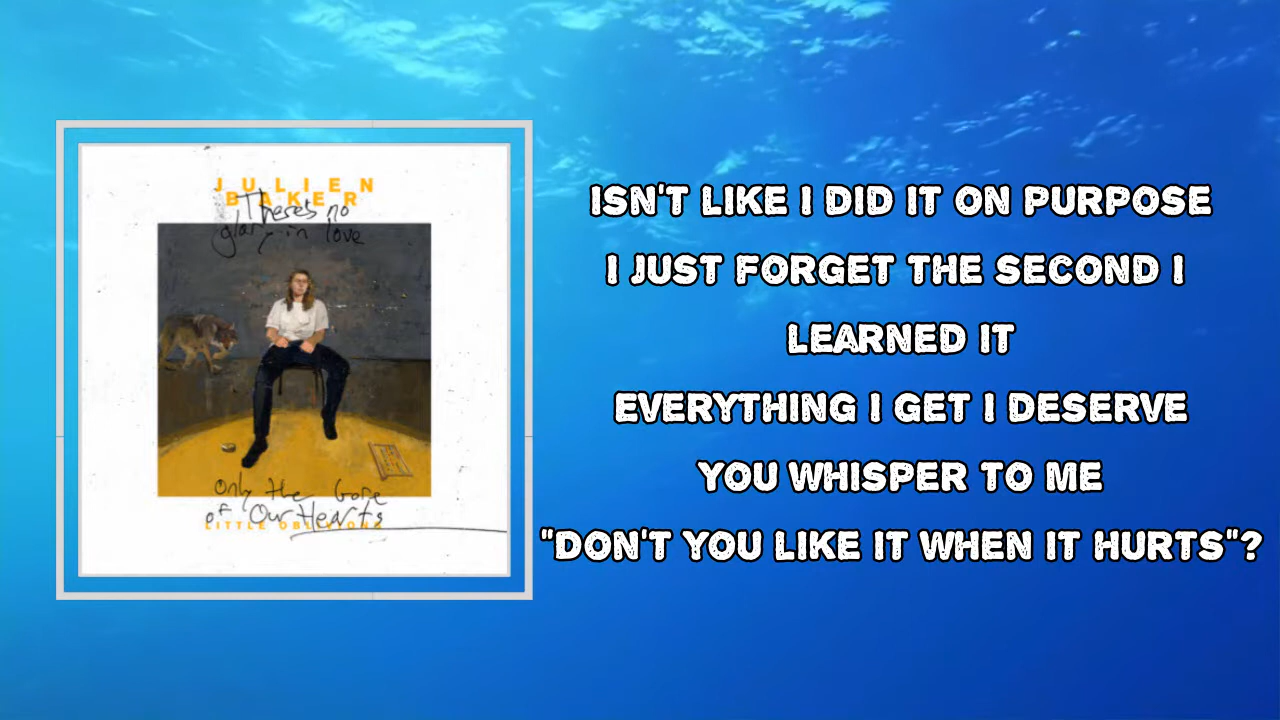 JULIEN
BAKER
There's no
glory in love
only the Gore
of Our Hearts
LITTLE OBLIVIONS
ISN'T LIKE I DID IT ON PURPOSE
I JUST FORGET THE SECOND I
LEARNED IT
EVERYTHING I GET I DESERVE
YOU WHISPER TO ME
"DON'T YOU LIKE IT WHEN IT HURTS"?